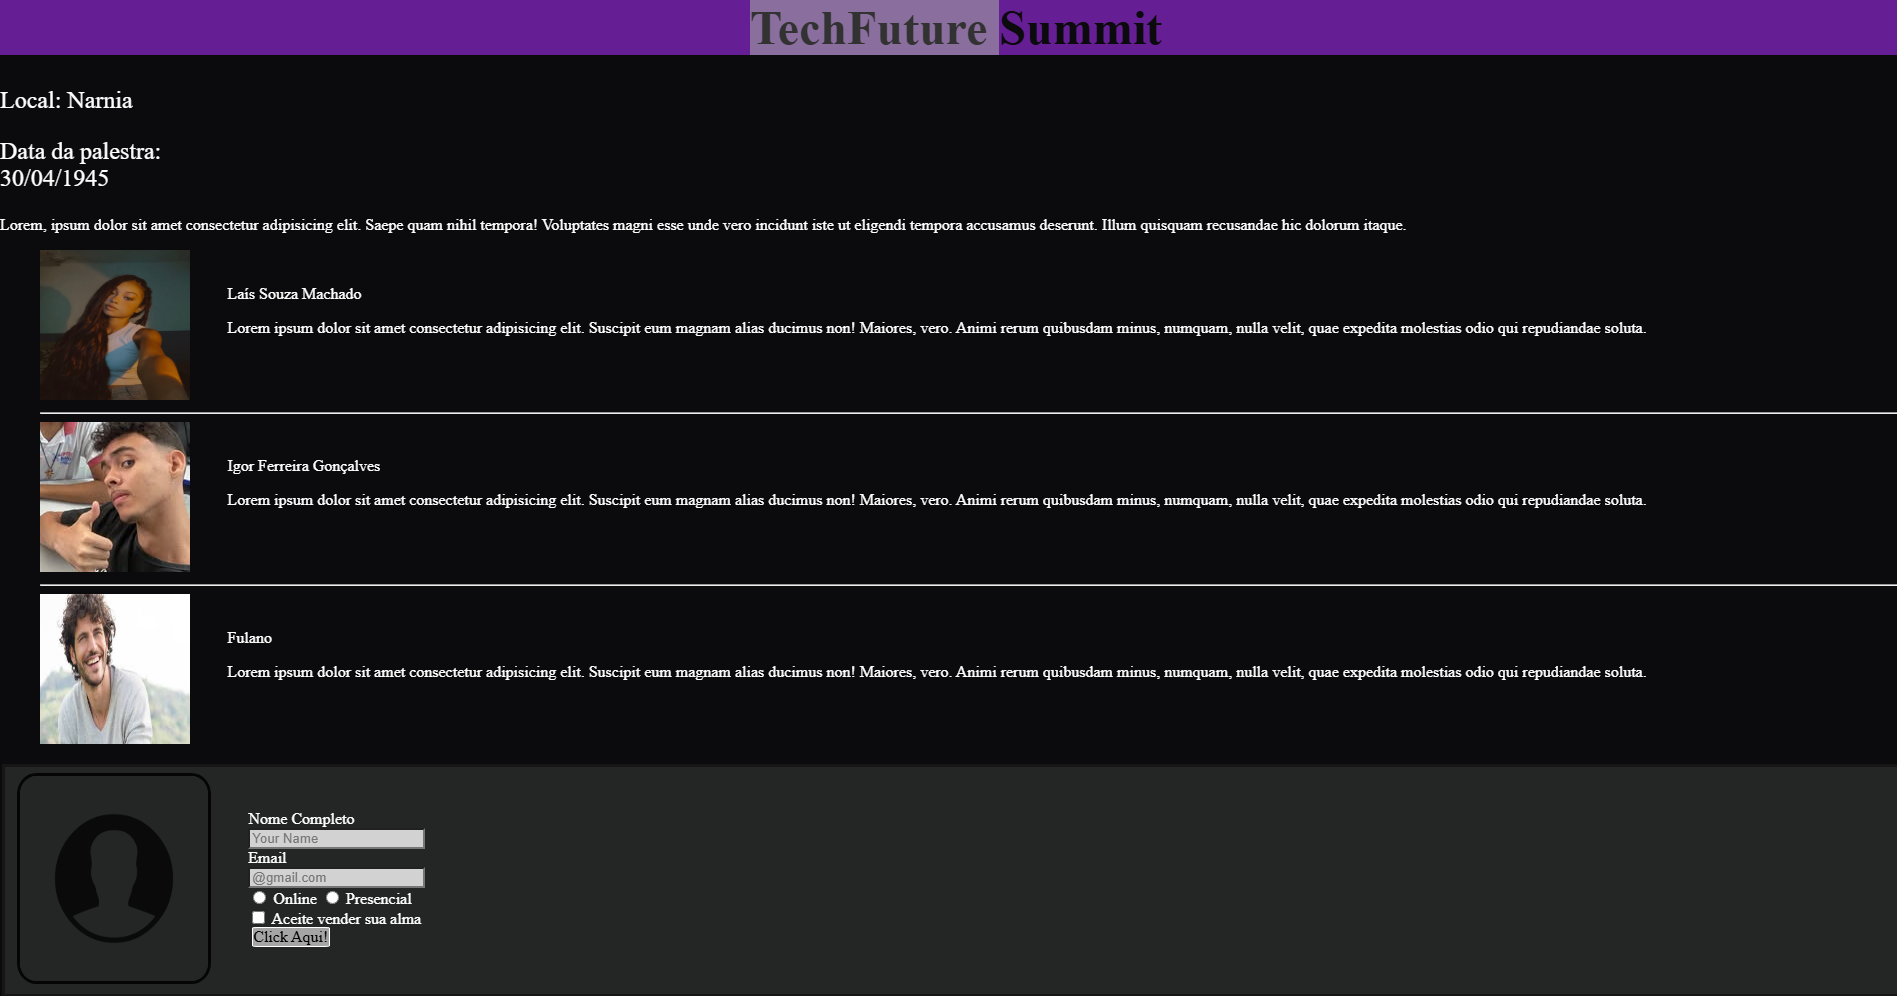 TechFuture Summit
Local: Narnia
Data da palestra:
30/04/1945
Lorem, ipsum dolor sit amet consectetur adipisicing elit. Saepe quam nihil tempora! Voluptates magni esse unde vero incidunt iste ut eligendi tempora accusamus deserunt. Illum quisquam recusandae hic dolorum itaque.
Laís Souza Machado
Lorem ipsum dolor sit amet consectetur adipisicing elit. Suscipit eum magnam alias ducimus non! Maiores, vero. Animi rerum quibusdam minus, numquam, nulla velit, quae expedita molestias odio qui repudiandae soluta.
Igor Ferreira Gonçalves
Lorem ipsum dolor sit amet consectetur adipisicing elit. Suscipit eum magnam alias ducimus non! Maiores, vero. Animi rerum quibusdam minus, numquam, nulla velit, quae expedita molestias odio qui repudiandae soluta.
Fulano
Lorem ipsum dolor sit amet consectetur adipisicing elit. Suscipit eum magnam alias ducimus non! Maiores, vero. Animi rerum quibusdam minus, numquam, nulla velit, quae expedita molestias odio qui repudiandae soluta.
Nome Completo
Your Name
Email
@gmail.com
Online Presencial
Aceite vender sua alma
Click Aqui!